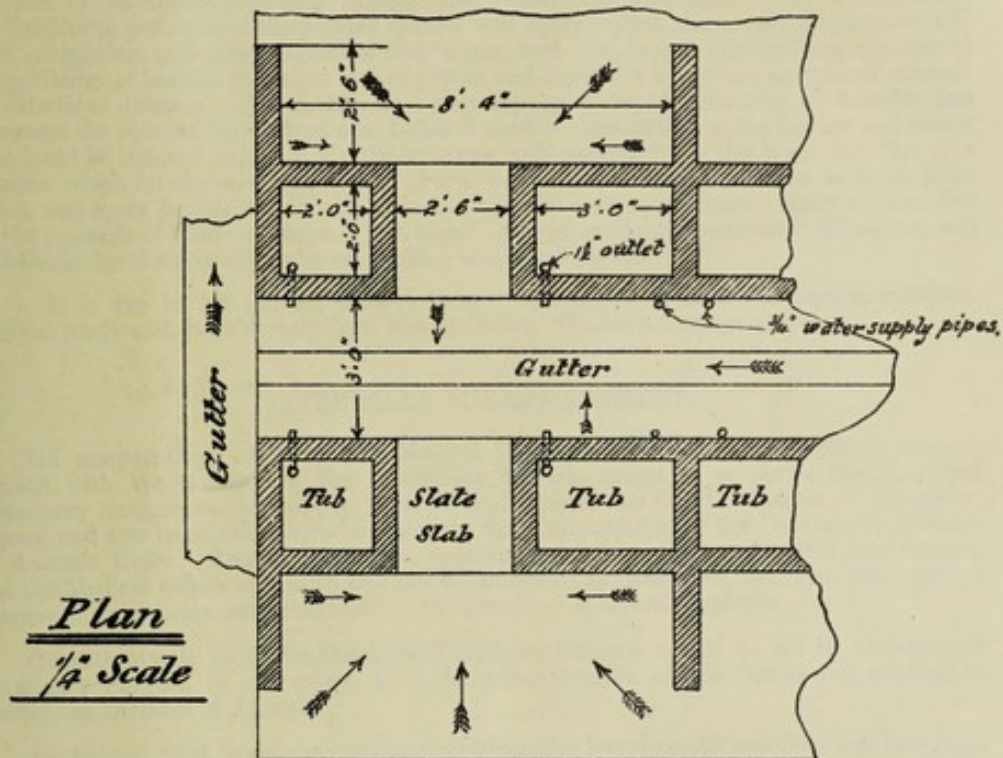 2'. 6"
8'. 4"
2'. 0"
2'. 0"
2'. 6"
3'. 0"
1½" outlet
¾" water supply pipes.
3'. 0"
Gutter
Gutter
Tub
Slate
Slab
Tub
Tub
Plan
¼" Scale